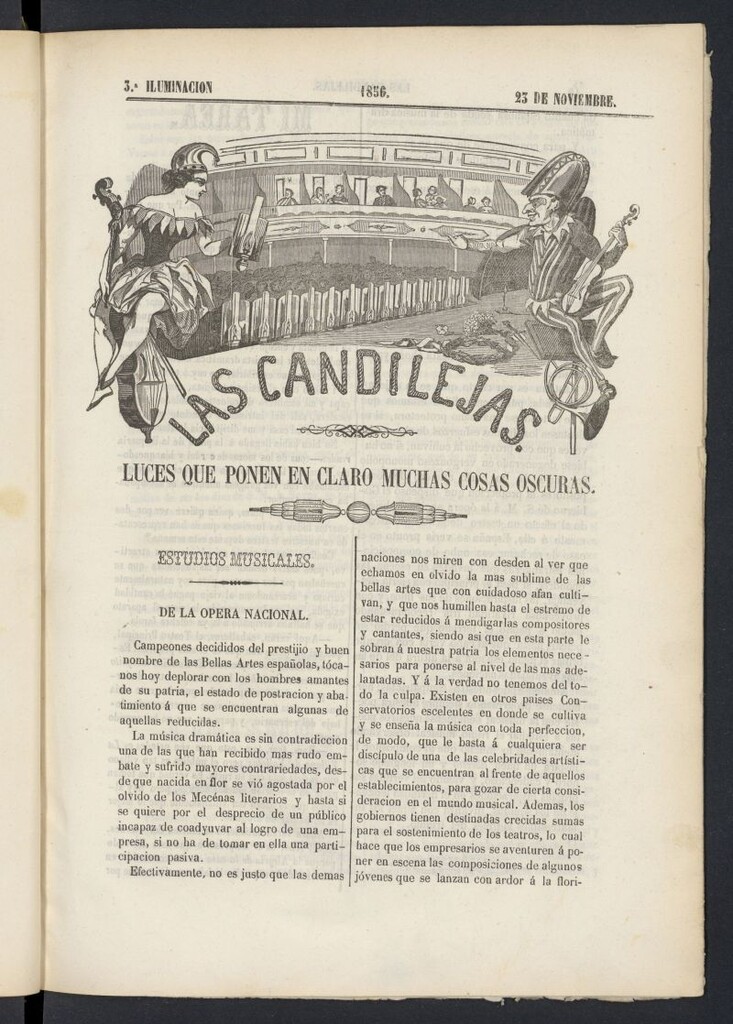 3.ª ILUMINACION
1856.
23 DE NOVIEMBRE.
LAS CANDILEJAS.
LUCES QUE PONEN EN CLARO MUCHAS COSAS OSCURAS.
ESTUDIOS MUSICALES.
DE LA OPERA NACIONAL.
Campeones decididos del prestijio y buen
nombre de las Bellas Artes españolas, tóca-
nos hoy deplorar con los hombres amantes
de su patria, el estado de postracion y aba-
timiento á que se encuentran algunas de
aquellas reducidas.
La música dramática es sin contradiccion
una de las que han recibido mas rudo em-
bate y sufrido mayores contrariedades, des-
de que nacida en flor se vió agostada por el
olvido de los Mecénas literarios y hasta si
se quiere por el desprecio de un público
incapaz de coadyuvar al logro de una em-
presa, si no ha de tomar en ella una parti-
cipacion pasiva.
Efectivamente, no es justo que las demas
naciones nos miren con desden al ver que
echamos en olvido la mas sublime de las
bellas artes que con cuidadoso afan culti-
van, y que nos humillen hasta el estremo de
estar reducidos á mendigarlas compositores
y cantantes, siendo asi que en esta parte le
sobran á nuestra patria los elementos nece-
sarios para ponerse al nivel de las mas ade-
lantadas. Y á la verdad no tenemos del to-
do la culpa. Existen en otros paises Con-
servatorios escelentes en donde se cultiva
y se enseña la música con toda perfeccion,
de modo, que le basta á cualquiera ser
discípulo de una de las celebridades artísti-
cas que se encuentran al frente de aquellos
establecimientos, para gozar de cierta consi-
deracion en el mundo musical. Ademas, los
gobiernos tienen destinadas crecidas sumas
para el sostenimiento de los teatros, lo cual
hace que los empresarios se aventuren á po-
ner en escena las composiciones de algunos
jóvenes que se lanzan con ardor á la flori-